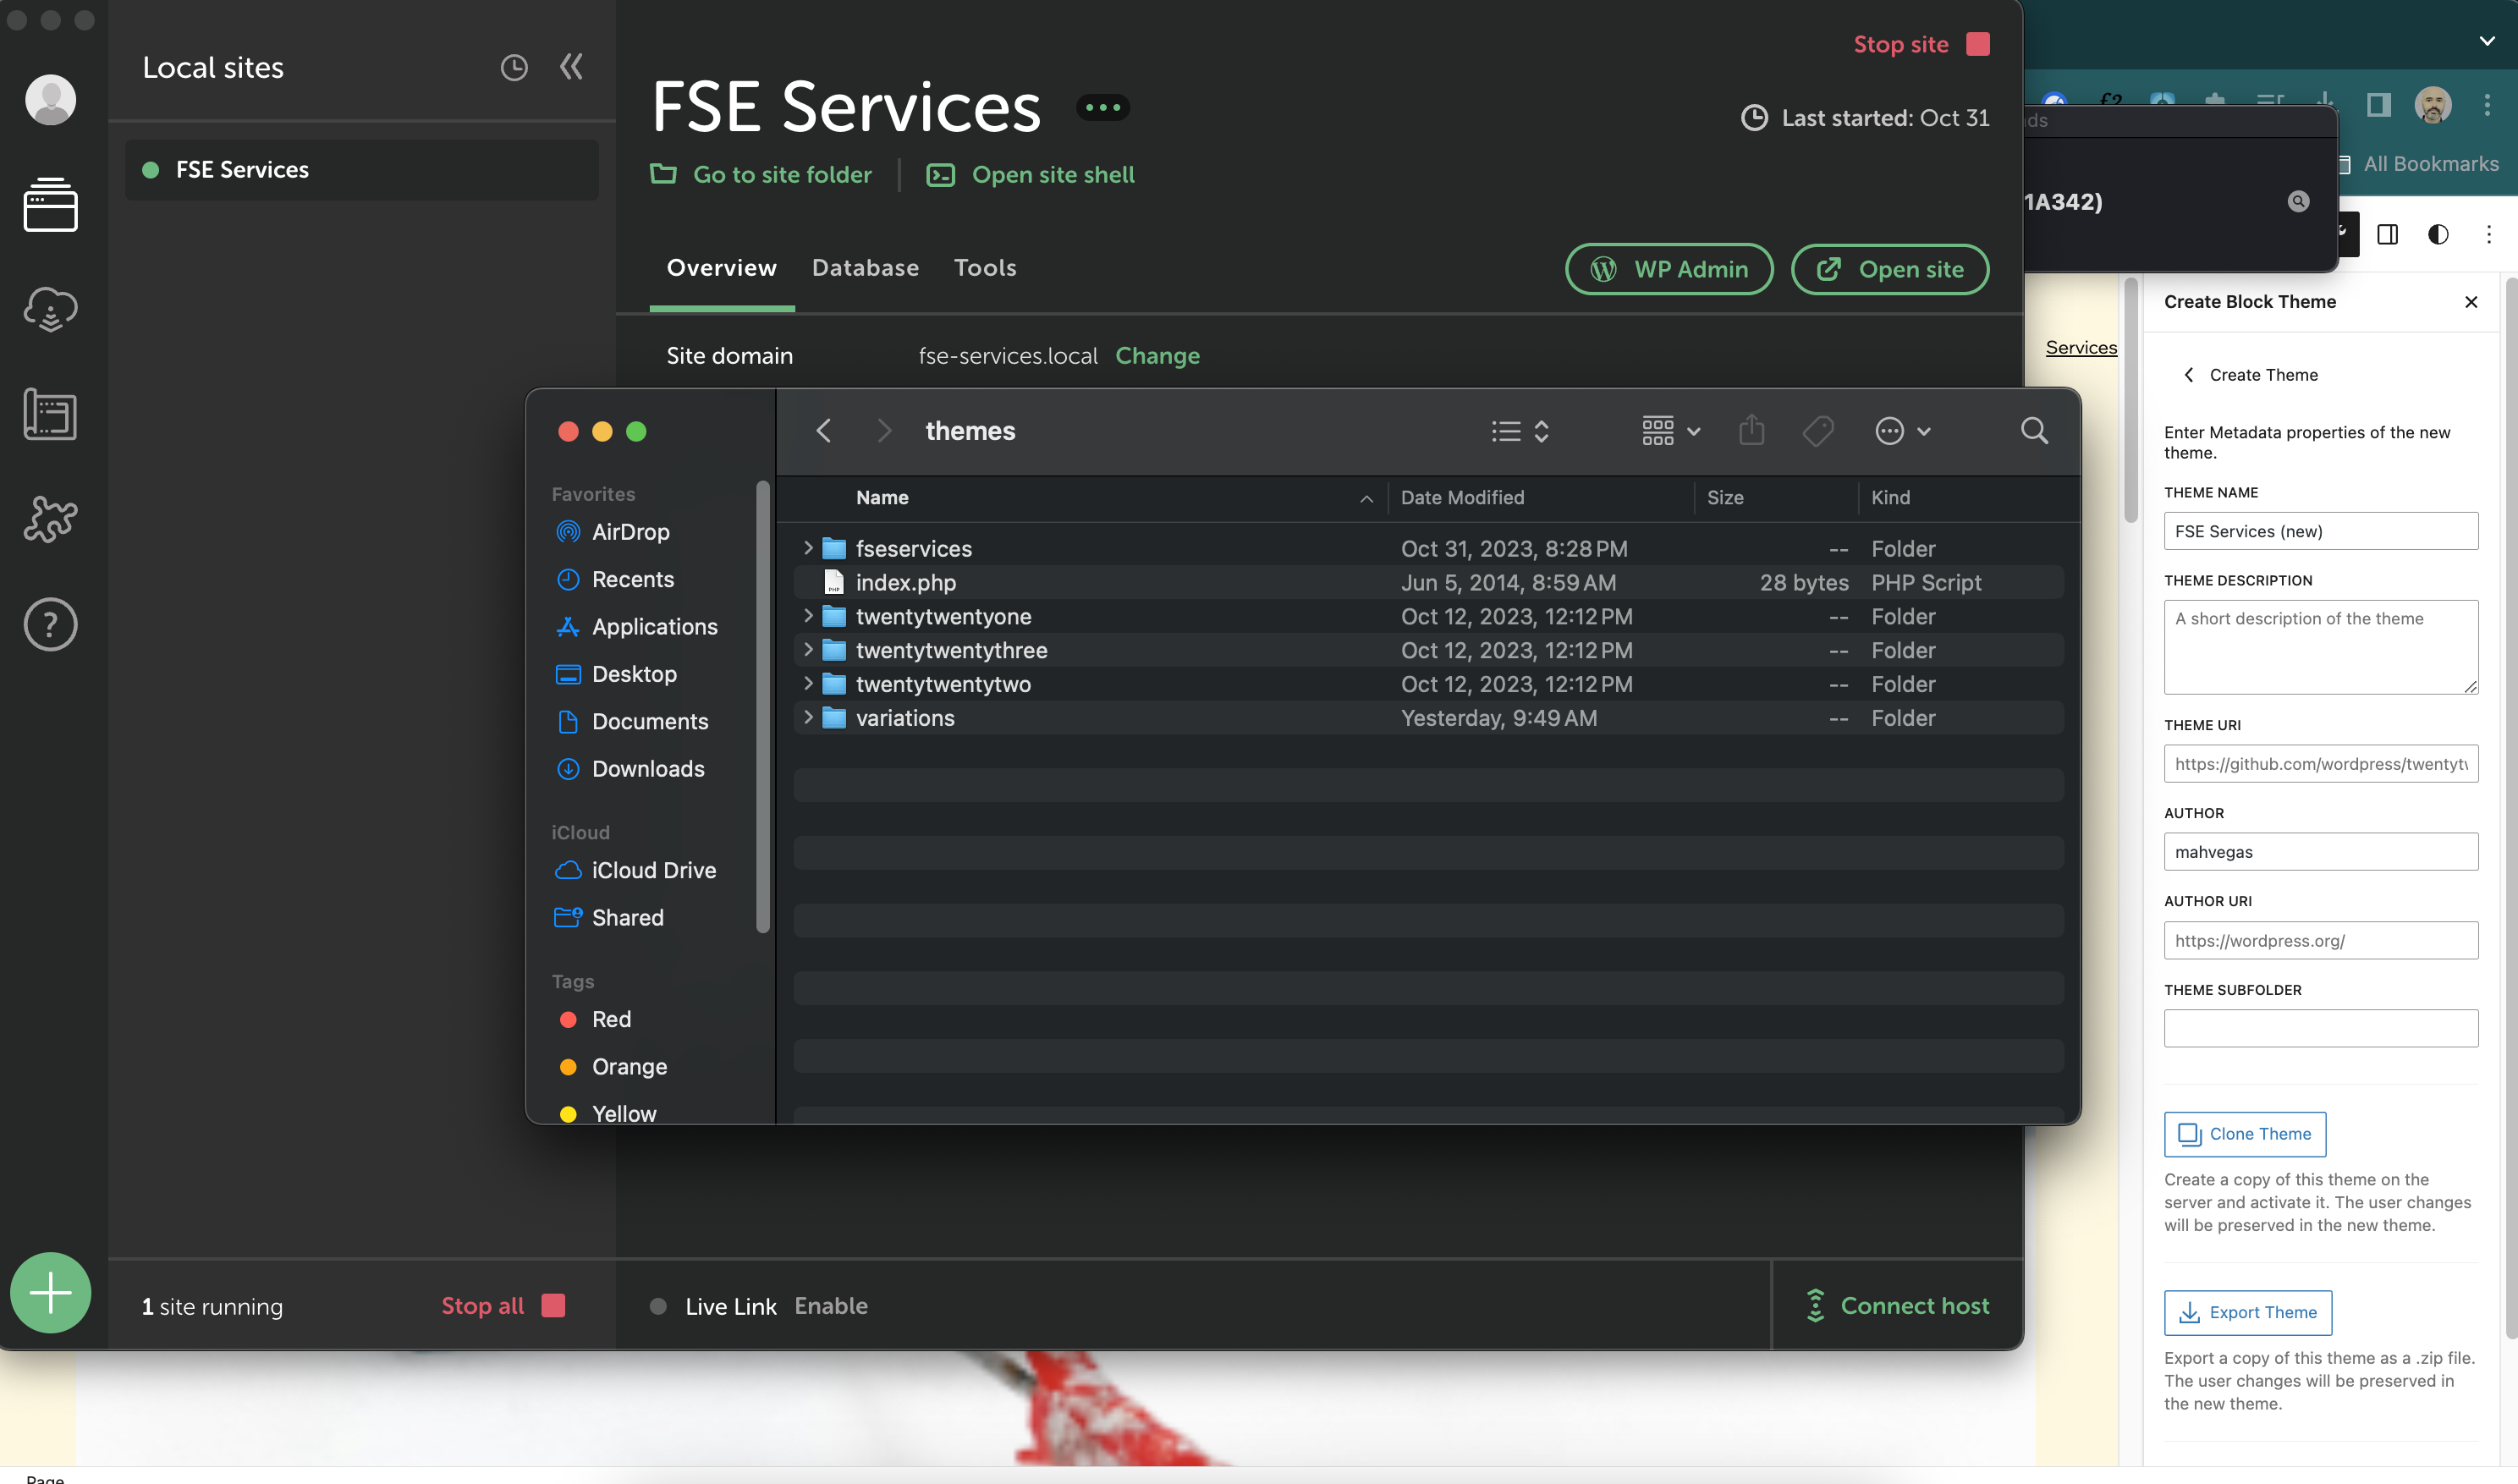 Local sites
FSE Services
1 site running
Stop all
Stop site
FSE Services
Last started: Oct 31
Go to site folder
Open site shell
Overview
Database
Tools
WP Admin
Open site
Site domain
fse-services.local
Change
Live Link
Enable
Connect host
themes
Favorites
AirDrop
Recents
Applications
Desktop
Documents
Downloads
iCloud
iCloud Drive
Shared
Tags
Red
Orange
Yellow
Name Date Modified Size Kind
fseservices Oct 31, 2023, 8:28 PM -- Folder
index.php Jun 5, 2014, 8:59 AM 28 bytes PHP Script
twentytwentyone Oct 12, 2023, 12:12 PM -- Folder
twentytwentythree Oct 12, 2023, 12:12 PM -- Folder
twentytwentytwo Oct 12, 2023, 12:12 PM -- Folder
variations Yesterday, 9:49 AM -- Folder
All Bookmarks
1A342)
Services
Create Block Theme
Create Theme
Enter Metadata properties of the new
theme.
THEME NAME
FSE Services (new)
THEME DESCRIPTION
A short description of the theme
THEME URI
https://github.com/wordpress/twentytw
AUTHOR
mahvegas
AUTHOR URI
https://wordpress.org/
THEME SUBFOLDER
Clone Theme
Create a copy of this theme on the
server and activate it. The user changes
will be preserved in the new theme.
Export Theme
Export a copy of this theme as a .zip file.
The user changes will be preserved in
the new theme.
Page